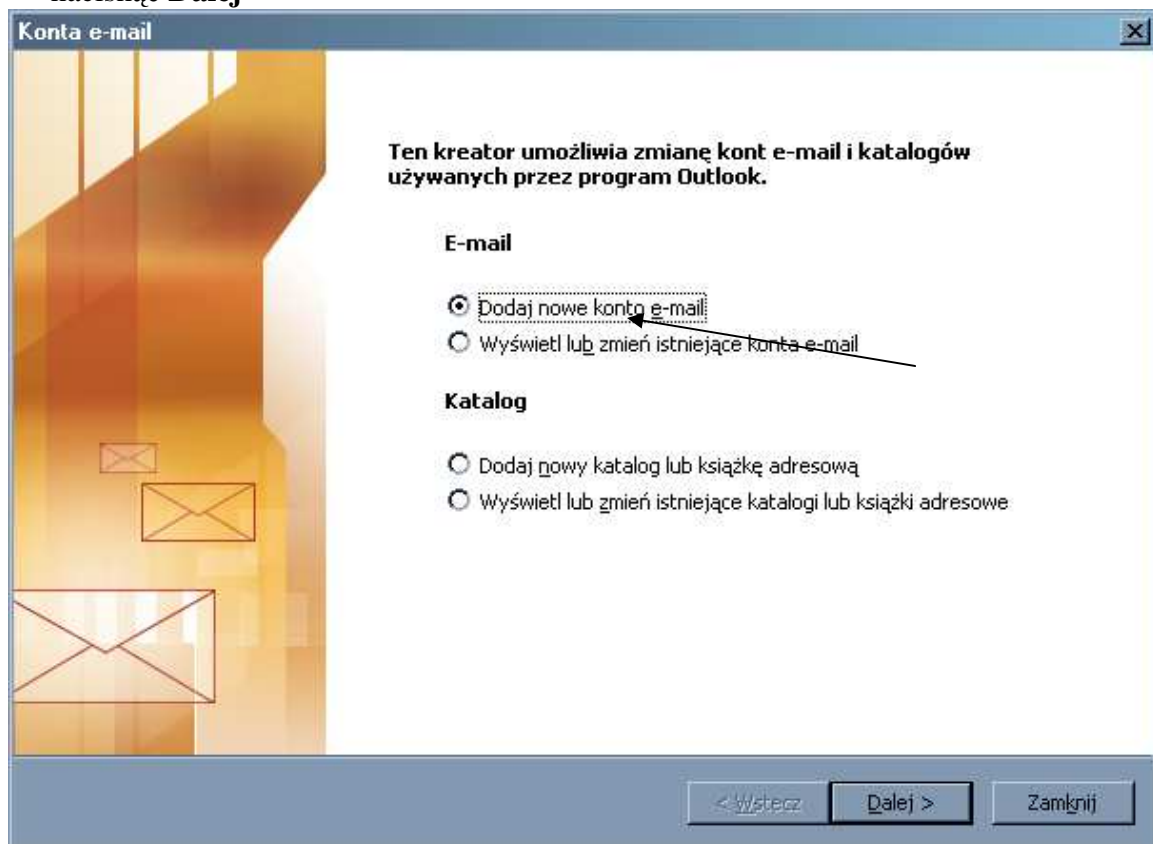 nacisnąć Dalej
Konta e-mail
Ten kreator umożliwia zmianę kont e-mail i katalogów
używanych przez program Outlook.
E-mail
Dodaj nowe konto e-mail
Wyświetl lub zmień istniejące konta e-mail
Katalog
Dodaj nowy katalog lub książkę adresową
Wyświetl lub zmień istniejące katalogi lub książki adresowe
< Wstecz
Dalej >
Zamknij